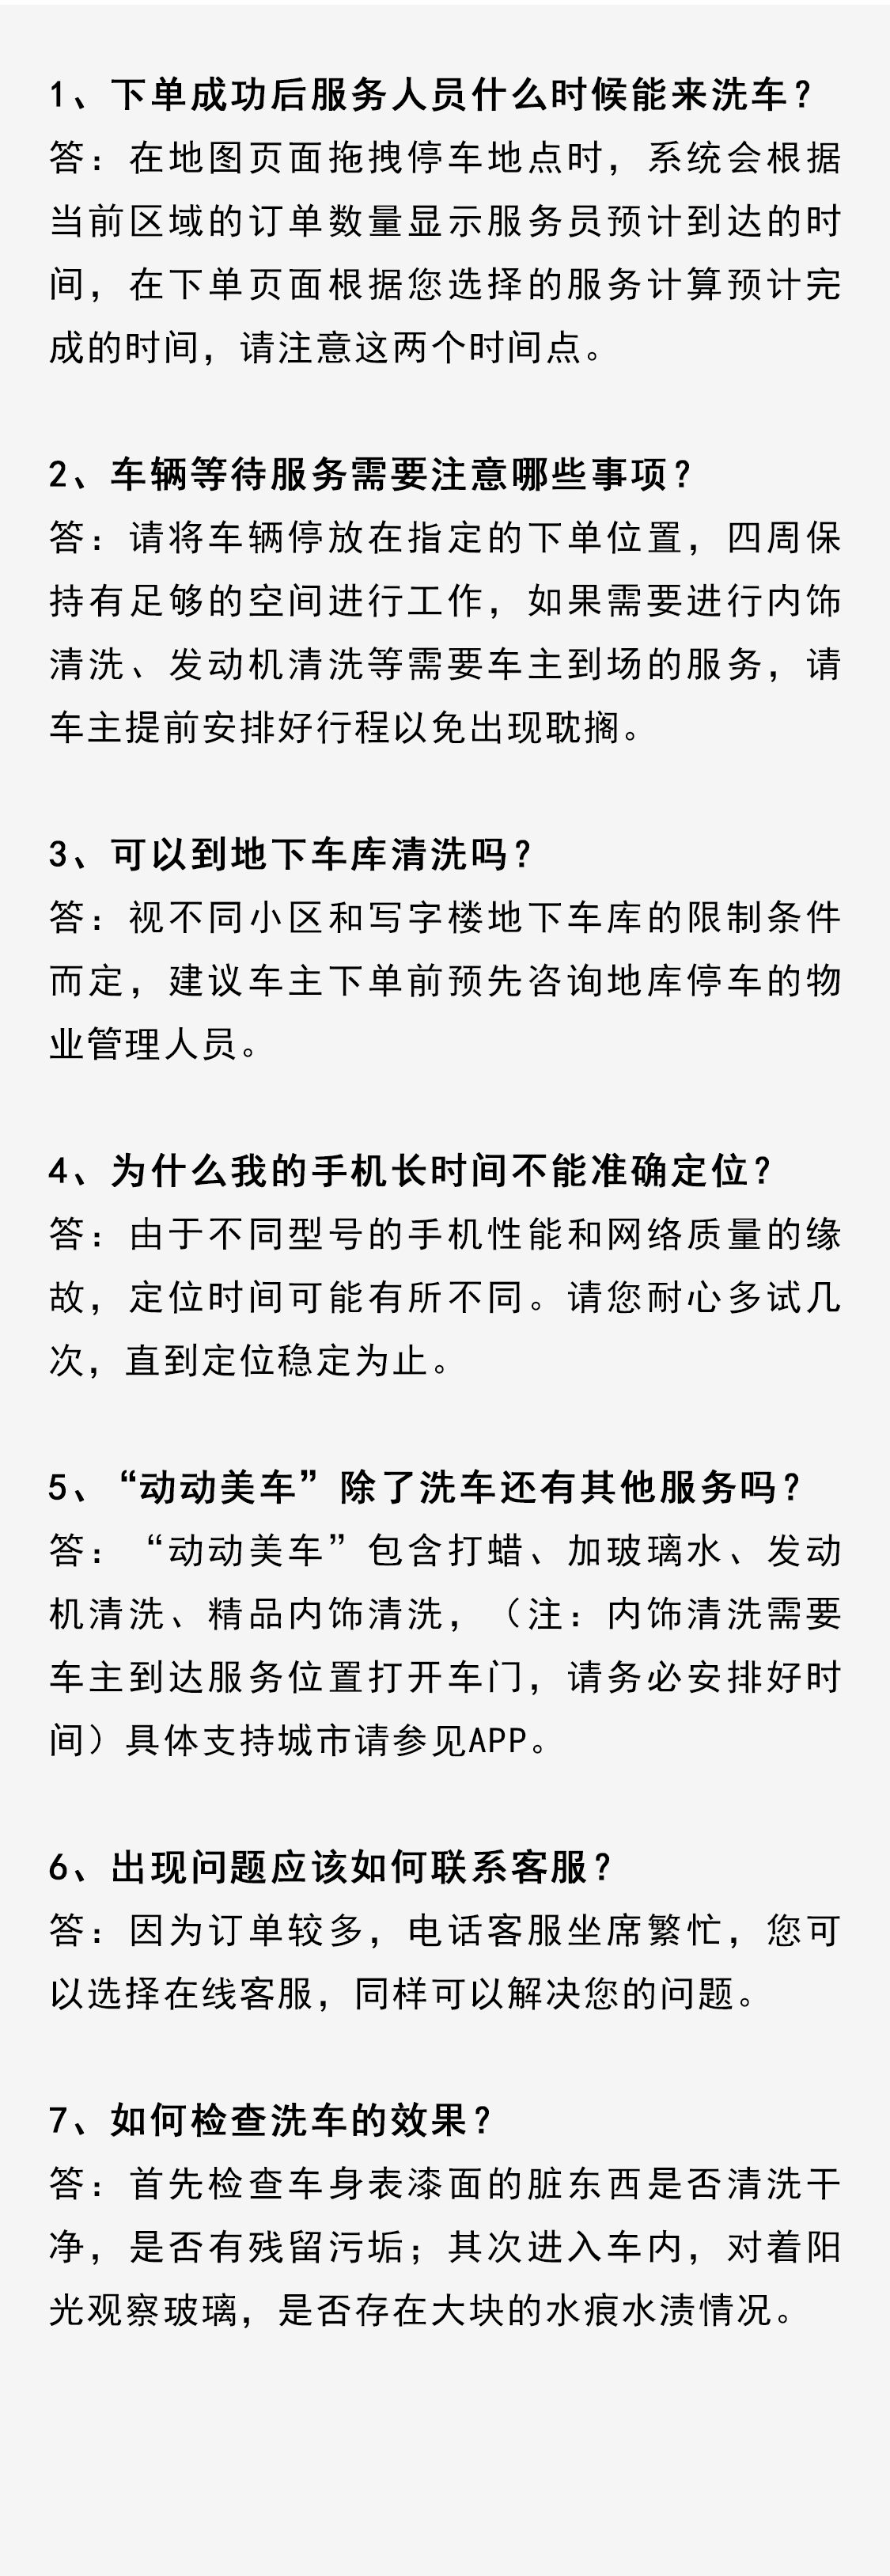 1、下单成功后服务人员什么时候能来洗车？
答：在地图页面拖拽停车地点时，系统会根据
当前区域的订单数量显示服务员预计到达的时
间，在下单页面根据您选择的服务计算预计完
成的时间，请注意这两个时间点。
2、车辆等待服务需要注意哪些事项？
答：请将车辆停放在指定的下单位置，四周保
持有足够的空间进行工作，如果需要进行内饰
清洗、发动机清洗等需要车主到场的服务，请
车主提前安排好行程以免出现耽搁。
3、可以到地下车库清洗吗？
答：视不同小区和写字楼地下车库的限制条件
而定，建议车主下单前预先咨询地库停车的物
业管理人员。
4、为什么我的手机长时间不能准确定位？
答：由于不同型号的手机性能和网络质量的缘
故，定位时间可能有所不同。请您耐心多试几
次，直到定位稳定为止。
5、“动动美车”除了洗车还有其他服务吗？
答：“动动美车”包含打蜡、加玻璃水、发动
机清洗、精品内饰清洗，（注：内饰清洗需要
车主到达服务位置打开车门，请务必安排好时
间）具体支持城市请参见APP。
6、出现问题应该如何联系客服？
答：因为订单较多，电话客服坐席繁忙，您可
以选择在线客服，同样可以解决您的问题。
7、如何检查洗车的效果？
答：首先检查车身表漆面的脏东西是否清洗干
净，是否有残留污垢；其次进入车内，对着阳
光观察玻璃，是否存在大块的水痕水渍情况。